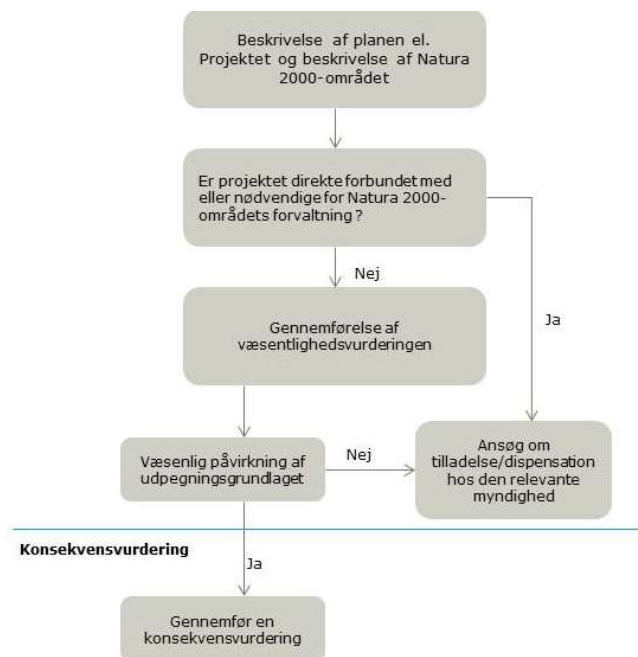 Beskrivelse af planen el.
Projektet og beskrivelse af Natura
2000-området
Er projektet direkte forbundet med
eller nødvendige for Natura 2000-
områdets forvaltning ?
Nej
Gennemførelse af
væsentlighedsvurderingen
Ja
Væsenlig påvirkning af
udpegningsgrundlaget
Nej
Ansøg om
tilladelse/dispensation
hos den relevante
myndighed
Konsekvensvurdering
Ja
Gennemfør en
konsekvensvurdering